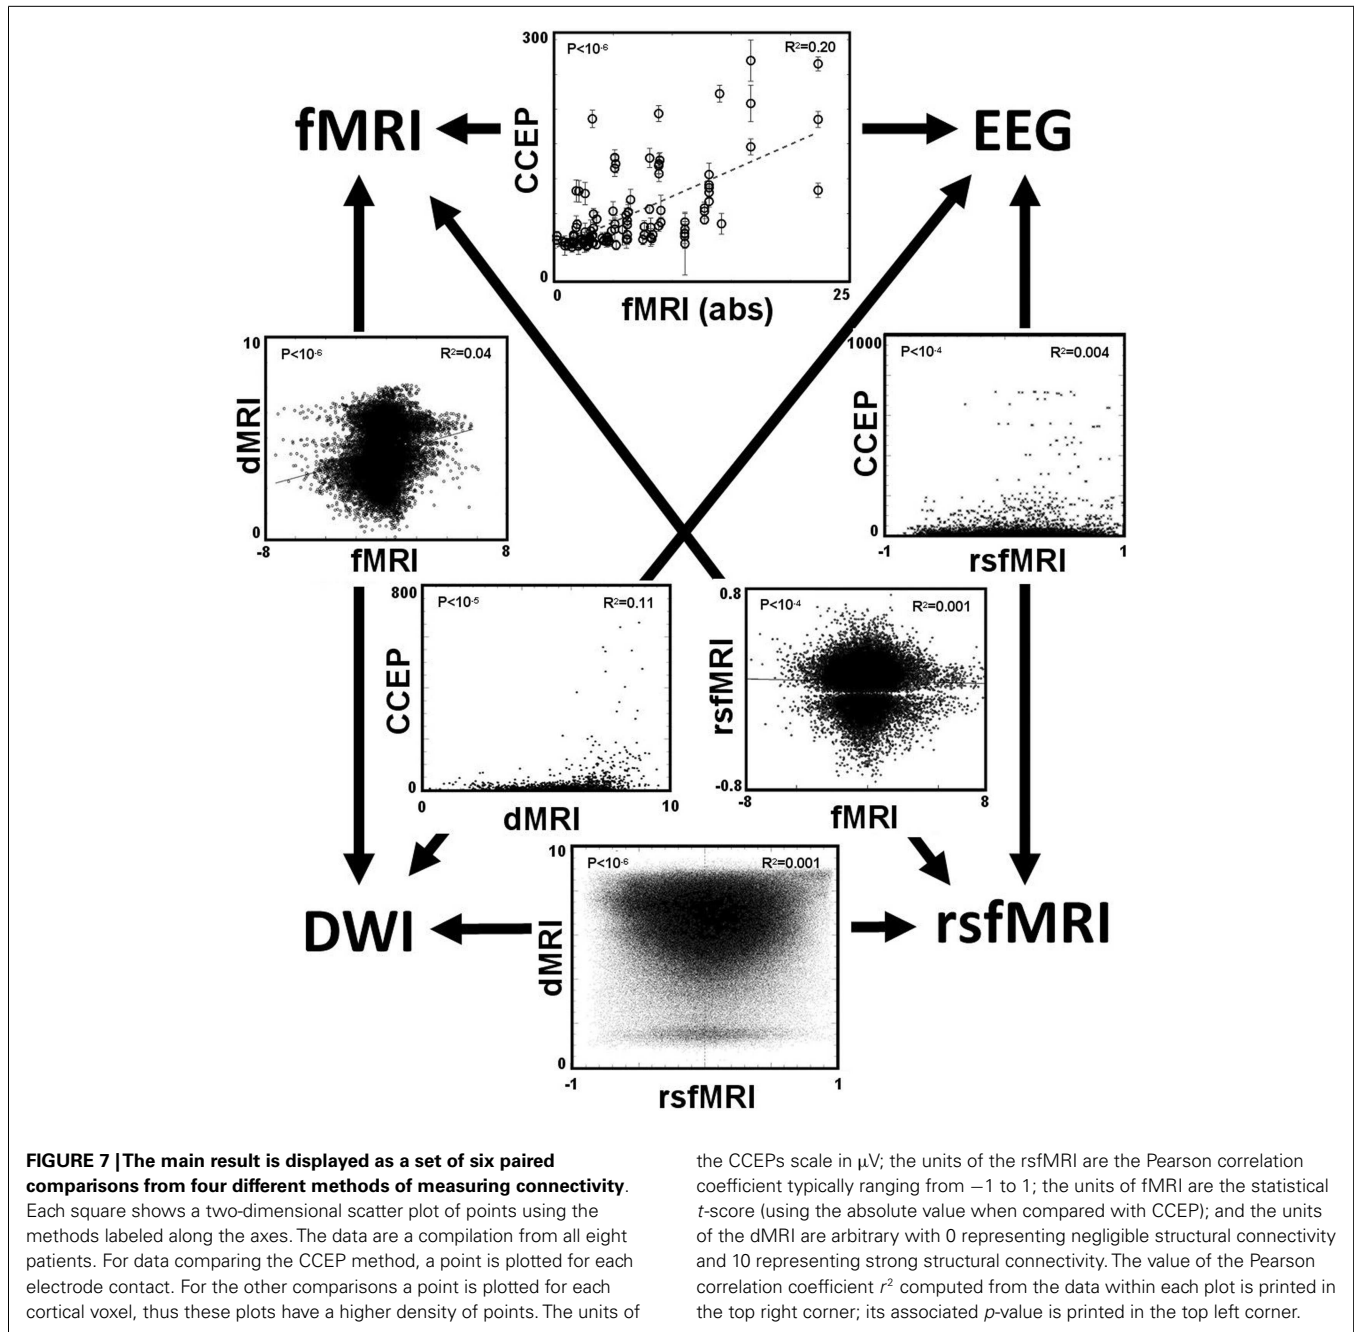 300
P<10-6
R2=0.20
CCEP
0
0
25
fMRI (abs)
fMRI
EEG
10
P<10-6
R2=0.04
dMRI
0
-8
8
fMRI
1000
P<10-4
R2=0.004
CCEP
0
-1
1
rsfMRI
800
P<10-5
R2=0.11
CCEP
0
0
10
dMRI
0.8
P<10-4
R2=0.001
rsfMRI
-0.8
-8
8
fMRI
10
P<10-6
R2=0.001
dMRI
0
-1
1
rsfMRI
DWI
rsfMRI
FIGURE 7 | The main result is displayed as a set of six paired
comparisons from four different methods of measuring connectivity.
Each square shows a two-dimensional scatter plot of points using the
methods labeled along the axes. The data are a compilation from all eight
patients. For data comparing the CCEP method, a point is plotted for each
electrode contact. For the other comparisons a point is plotted for each
cortical voxel, thus these plots have a higher density of points. The units of
the CCEPs scale in μV; the units of the rsfMRI are the Pearson correlation
coefficient typically ranging from −1 to 1; the units of fMRI are the statistical
t-score (using the absolute value when compared with CCEP); and the units
of the dMRI are arbitrary with 0 representing negligible structural connectivity
and 10 representing strong structural connectivity. The value of the Pearson
correlation coefficient r2 computed from the data within each plot is printed in
the top right corner; its associated p-value is printed in the top left corner.